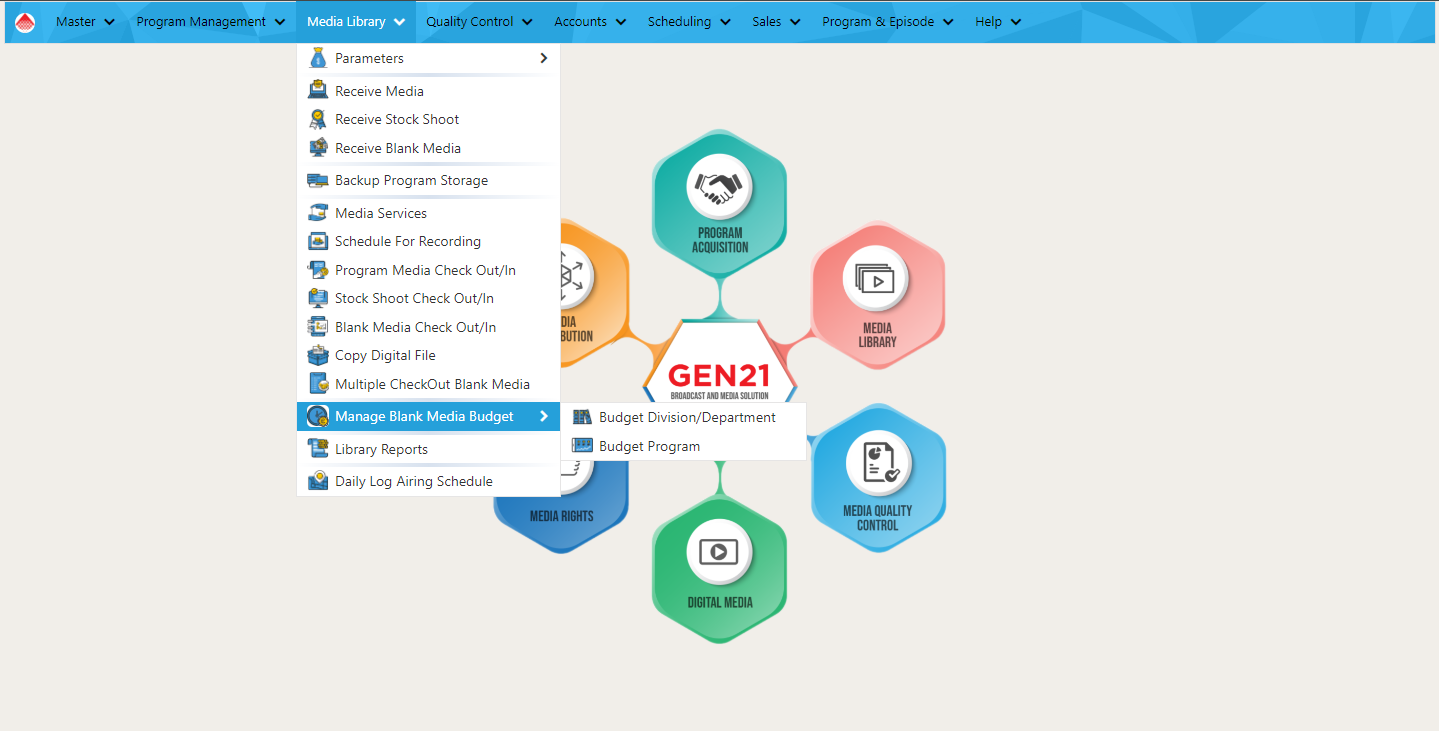 Master Program Management Media Library Quality Control Accounts Scheduling Sales Program & Episode Help
Parameters
Receive Media
Receive Stock Shoot
Receive Blank Media
Backup Program Storage
Media Services
Schedule For Recording
Program Media Check Out/In
Stock Shoot Check Out/In
Blank Media Check Out/In
Copy Digital File
Multiple CheckOut Blank Media
Manage Blank Media Budget
Library Reports
Daily Log Airing Schedule
Budget Division/Department
Budget Program
PROGRAM
ACQUISITION
MEDIA
LIBRARY
DIA
BUTION
GEN21
BROADCAST AND MEDIA SOLUTION
MEDIA RIGHTS
MEDIA QUALITY
CONTROL
DIGITAL MEDIA